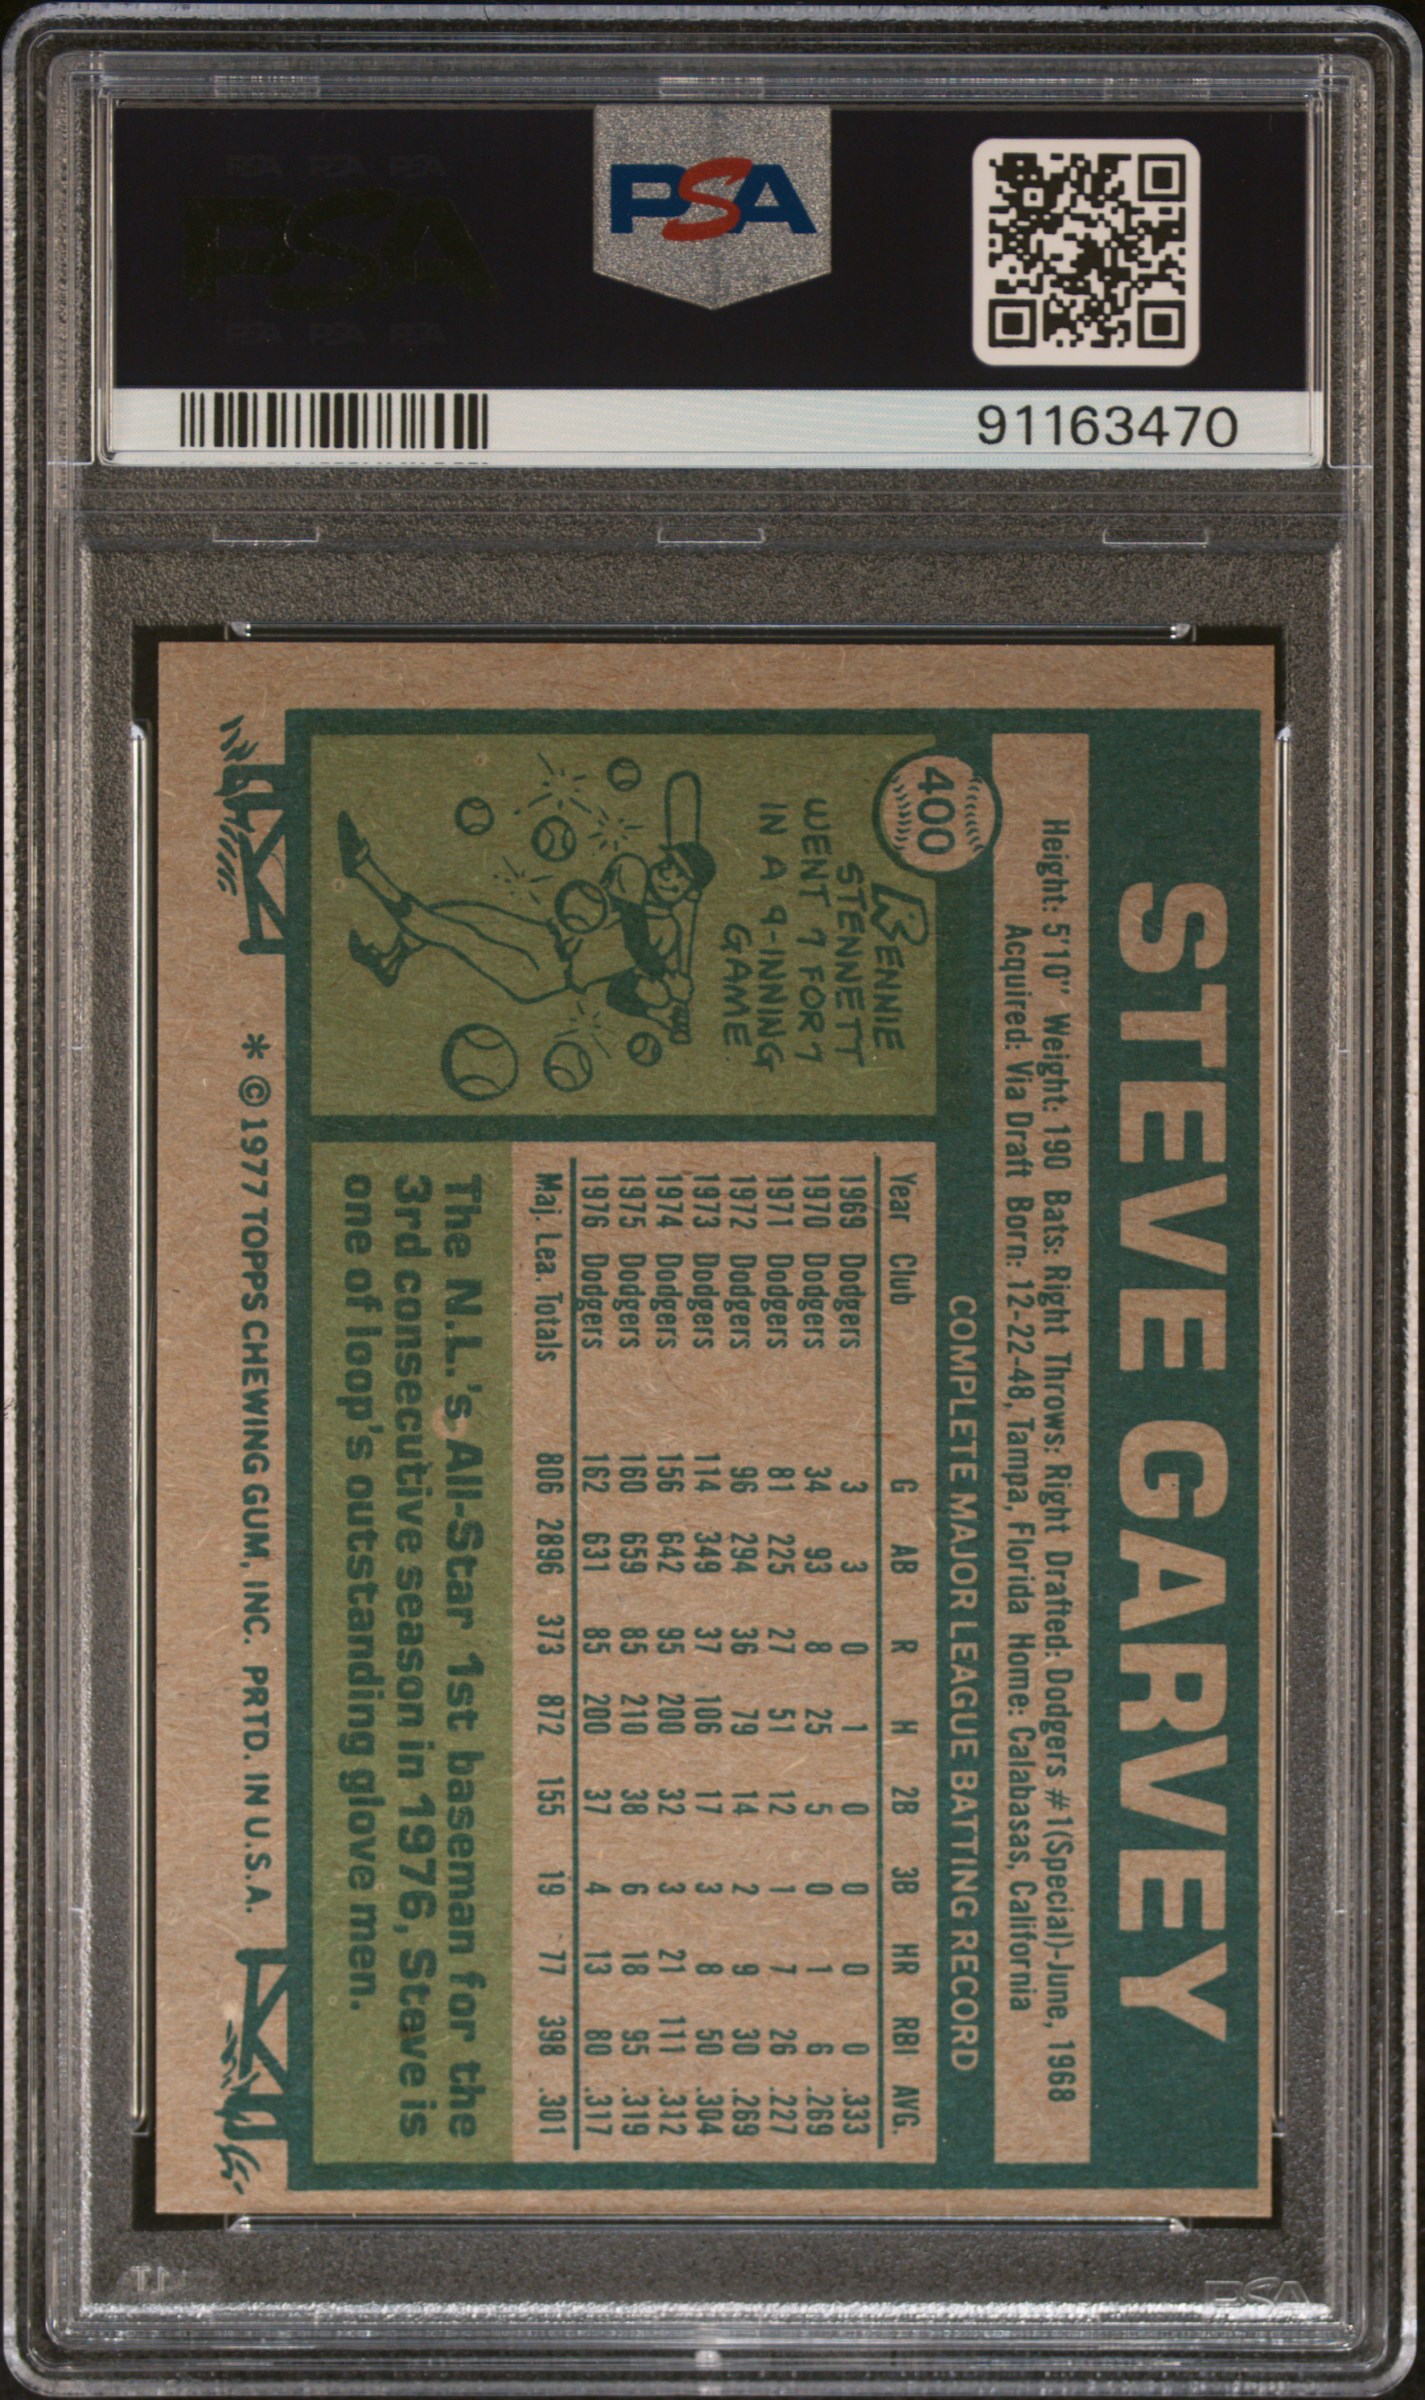 PSA PSA PSA
PSA
PSA PSA PSA
PSA
91163470
STEVE GARVEY
Height: 5'10" Weight: 190 Bats: Right Throws: Right Drafted: Dodgers #1(Special)-June, 1968
Acquired: Via Draft Born: 12-22-48, Tampa, Florida Home: Calabasas, California
400
COMPLETE MAJOR LEAGUE BATTING RECORD
RENNIE
STENNETT
WENT 7 FOR 7
IN A 9-INNING
GAME.
Year Club G AB R H 2B 3B HR RBI AVG.
1969 Dodgers 3 3 0 1 0 0 0 0 .333
1970 Dodgers 34 93 8 25 5 0 1 6 .269
1971 Dodgers 81 225 27 51 12 1 7 26 .227
1972 Dodgers 96 294 36 79 14 2 9 30 .269
1973 Dodgers 114 349 37 106 17 3 8 50 .304
1974 Dodgers 156 642 95 200 32 3 21 111 .312
1975 Dodgers 160 659 85 210 38 6 18 95 .319
1976 Dodgers 162 631 85 200 37 4 13 80 .317
Maj. Lea. Totals 806 2896 373 872 155 19 77 398 .301
The N.L.'s All-Star 1st baseman for the
3rd consecutive season in 1976, Steve is
one of loop's outstanding glove men.
* © 1977 TOPPS CHEWING GUM, INC. PRTD. IN U.S.A.
PSA